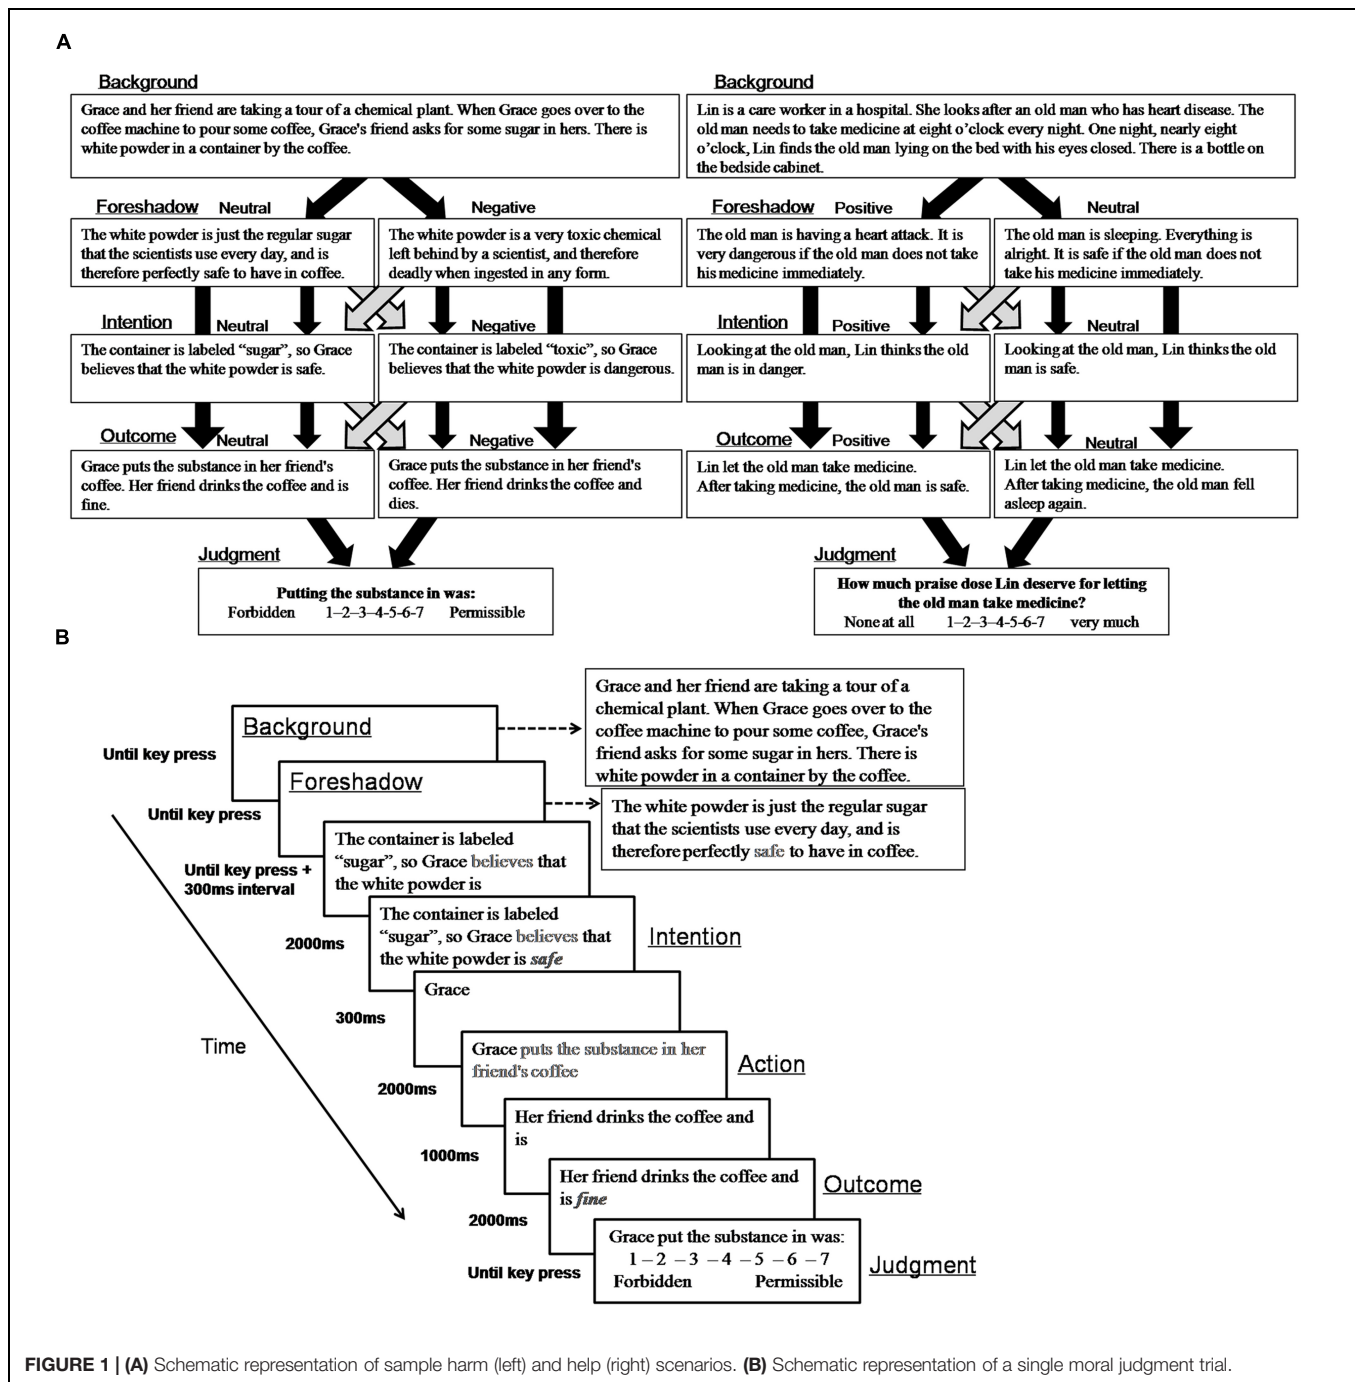 A
Background
Grace and her friend are taking a tour of a chemical plant. When Grace goes over to the
coffee machine to pour some coffee, Grace's friend asks for some sugar in hers. There is
white powder in a container by the coffee.
Foreshadow Neutral Negative
The white powder is just the regular sugar
that the scientists use every day, and is
therefore perfectly safe to have in coffee.
The white powder is a very toxic chemical
left behind by a scientist, and therefore
deadly when ingested in any form.
Intention Neutral Negative
The container is labeled “sugar”, so Grace
believes that the white powder is safe.
The container is labeled “toxic”, so Grace
believes that the white powder is dangerous.
Outcome Neutral Negative
Grace puts the substance in her friend's
coffee. Her friend drinks the coffee and is
fine.
Grace puts the substance in her friend's
coffee. Her friend drinks the coffee and
dies.
Judgment
Putting the substance in was:
Forbidden 1–2–3–4-5-6-7 Permissible
Background
Lin is a care worker in a hospital. She looks after an old man who has heart disease. The
old man needs to take medicine at eight o’clock every night. One night, nearly eight
o’clock, Lin finds the old man lying on the bed with his eyes closed. There is a bottle on
the bedside cabinet.
Foreshadow Positive Neutral
The old man is having a heart attack. It is
very dangerous if the old man does not take
his medicine immediately.
The old man is sleeping. Everything is
alright. It is safe if the old man does not
take his medicine immediately.
Intention Positive Neutral
Looking at the old man, Lin thinks the old
man is in danger.
Looking at the old man, Lin thinks the old
man is safe.
Outcome Positive Neutral
Lin let the old man take medicine.
After taking medicine, the old man is safe.
Lin let the old man take medicine.
After taking medicine, the old man fell
asleep again.
Judgment
How much praise dose Lin deserve for letting
the old man take medicine?
None at all 1–2–3–4-5-6-7 very much
B
Background
Until key press
Grace and her friend are taking a tour of a
chemical plant. When Grace goes over to the
coffee machine to pour some coffee, Grace's
friend asks for some sugar in hers. There is
white powder in a container by the coffee.
Foreshadow
Until key press
The white powder is just the regular sugar
that the scientists use every day, and is
therefore perfectly safe to have in coffee.
The container is labeled
“sugar”, so Grace believes that
the white powder is
Until key press +
300ms interval
The container is labeled
“sugar”, so Grace believes that
the white powder is safe
2000ms
Intention
Grace
300ms
Time
Grace puts the substance in her
friend's coffee
2000ms
Action
Her friend drinks the coffee and
is
1000ms
Her friend drinks the coffee and
is fine
2000ms
Outcome
Grace put the substance in was:
1 – 2 – 3 – 4 – 5 – 6 – 7
Forbidden Permissible
Until key press
Judgment
FIGURE 1 | (A) Schematic representation of sample harm (left) and help (right) scenarios. (B) Schematic representation of a single moral judgment trial.